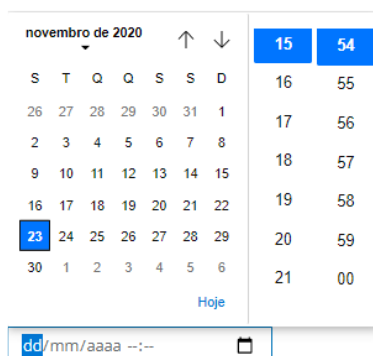 novembro de 2020
S T Q Q S S D
26 27 28 29 30 31 1
2 3 4 5 6 7 8
9 10 11 12 13 14 15
16 17 18 19 20 21 22
23 24 25 26 27 28 29
30 1 2 3 4 5 6
Hoje
15 54
16 55
17 56
18 57
19 58
20 59
21 00
dd/mm/aaaa --:--